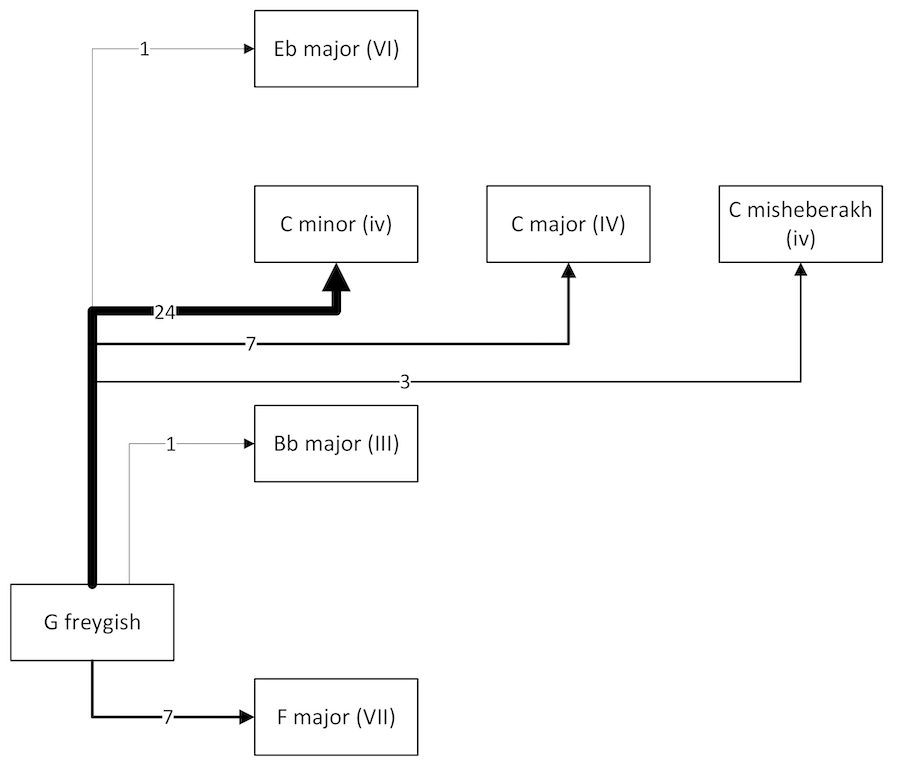 1
Eb major (VI)
C minor (iv)
C major (IV)
C misheberakh
(iv)
24
7
3
1
Bb major (III)
G freygish
7
F major (VII)